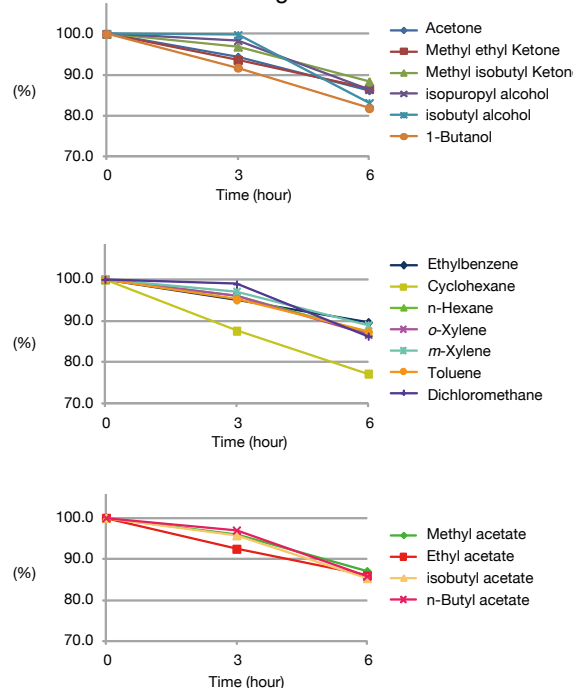 100.0
90.0
(%)
80.0
70.0
0 3 6
Time (hour)
Acetone
Methyl ethyl Ketone
Methyl isobutyl Keton
isopuropyl alcohol
isobutyl alcohol
1-Butanol
100.0
90.0
(%)
80.0
70.0
0 3 6
Time (hour)
Ethylbenzene
Cyclohexane
n-Hexane
o-Xylene
m-Xylene
Toluene
Dichloromethane
100.0
90.0
(%)
80.0
70.0
0 3 6
Time (hour)
Methyl acetate
Ethyl acetate
isobutyl acetate
n-Butyl acetate